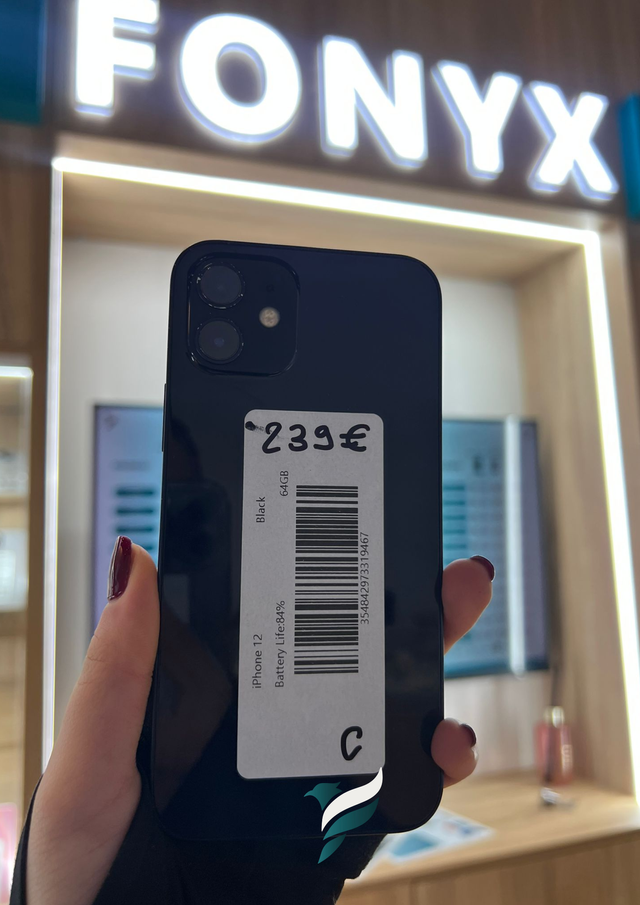 FONYX
239€
Black
64GB
iPhone 12
Battery Life:84%
354842973319467
C